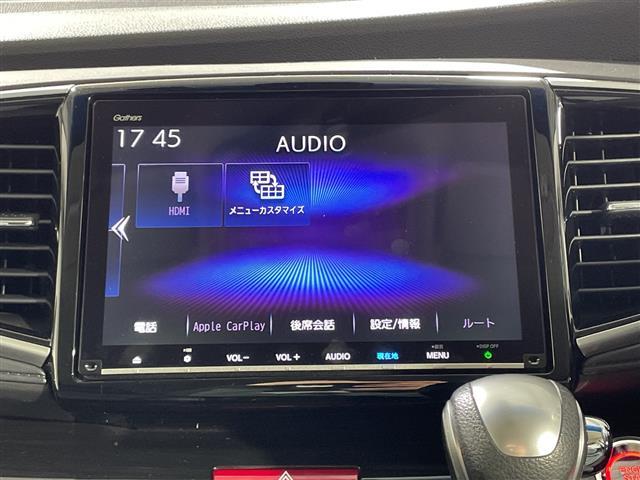 Gathers
17 45
AUDIO
HDMI
メニューカスタマイズ
電話
Apple CarPlay
後席会話
設定/情報
ルート
VOL−
VOL＋
AUDIO
現在地
MENU
DISP OFF